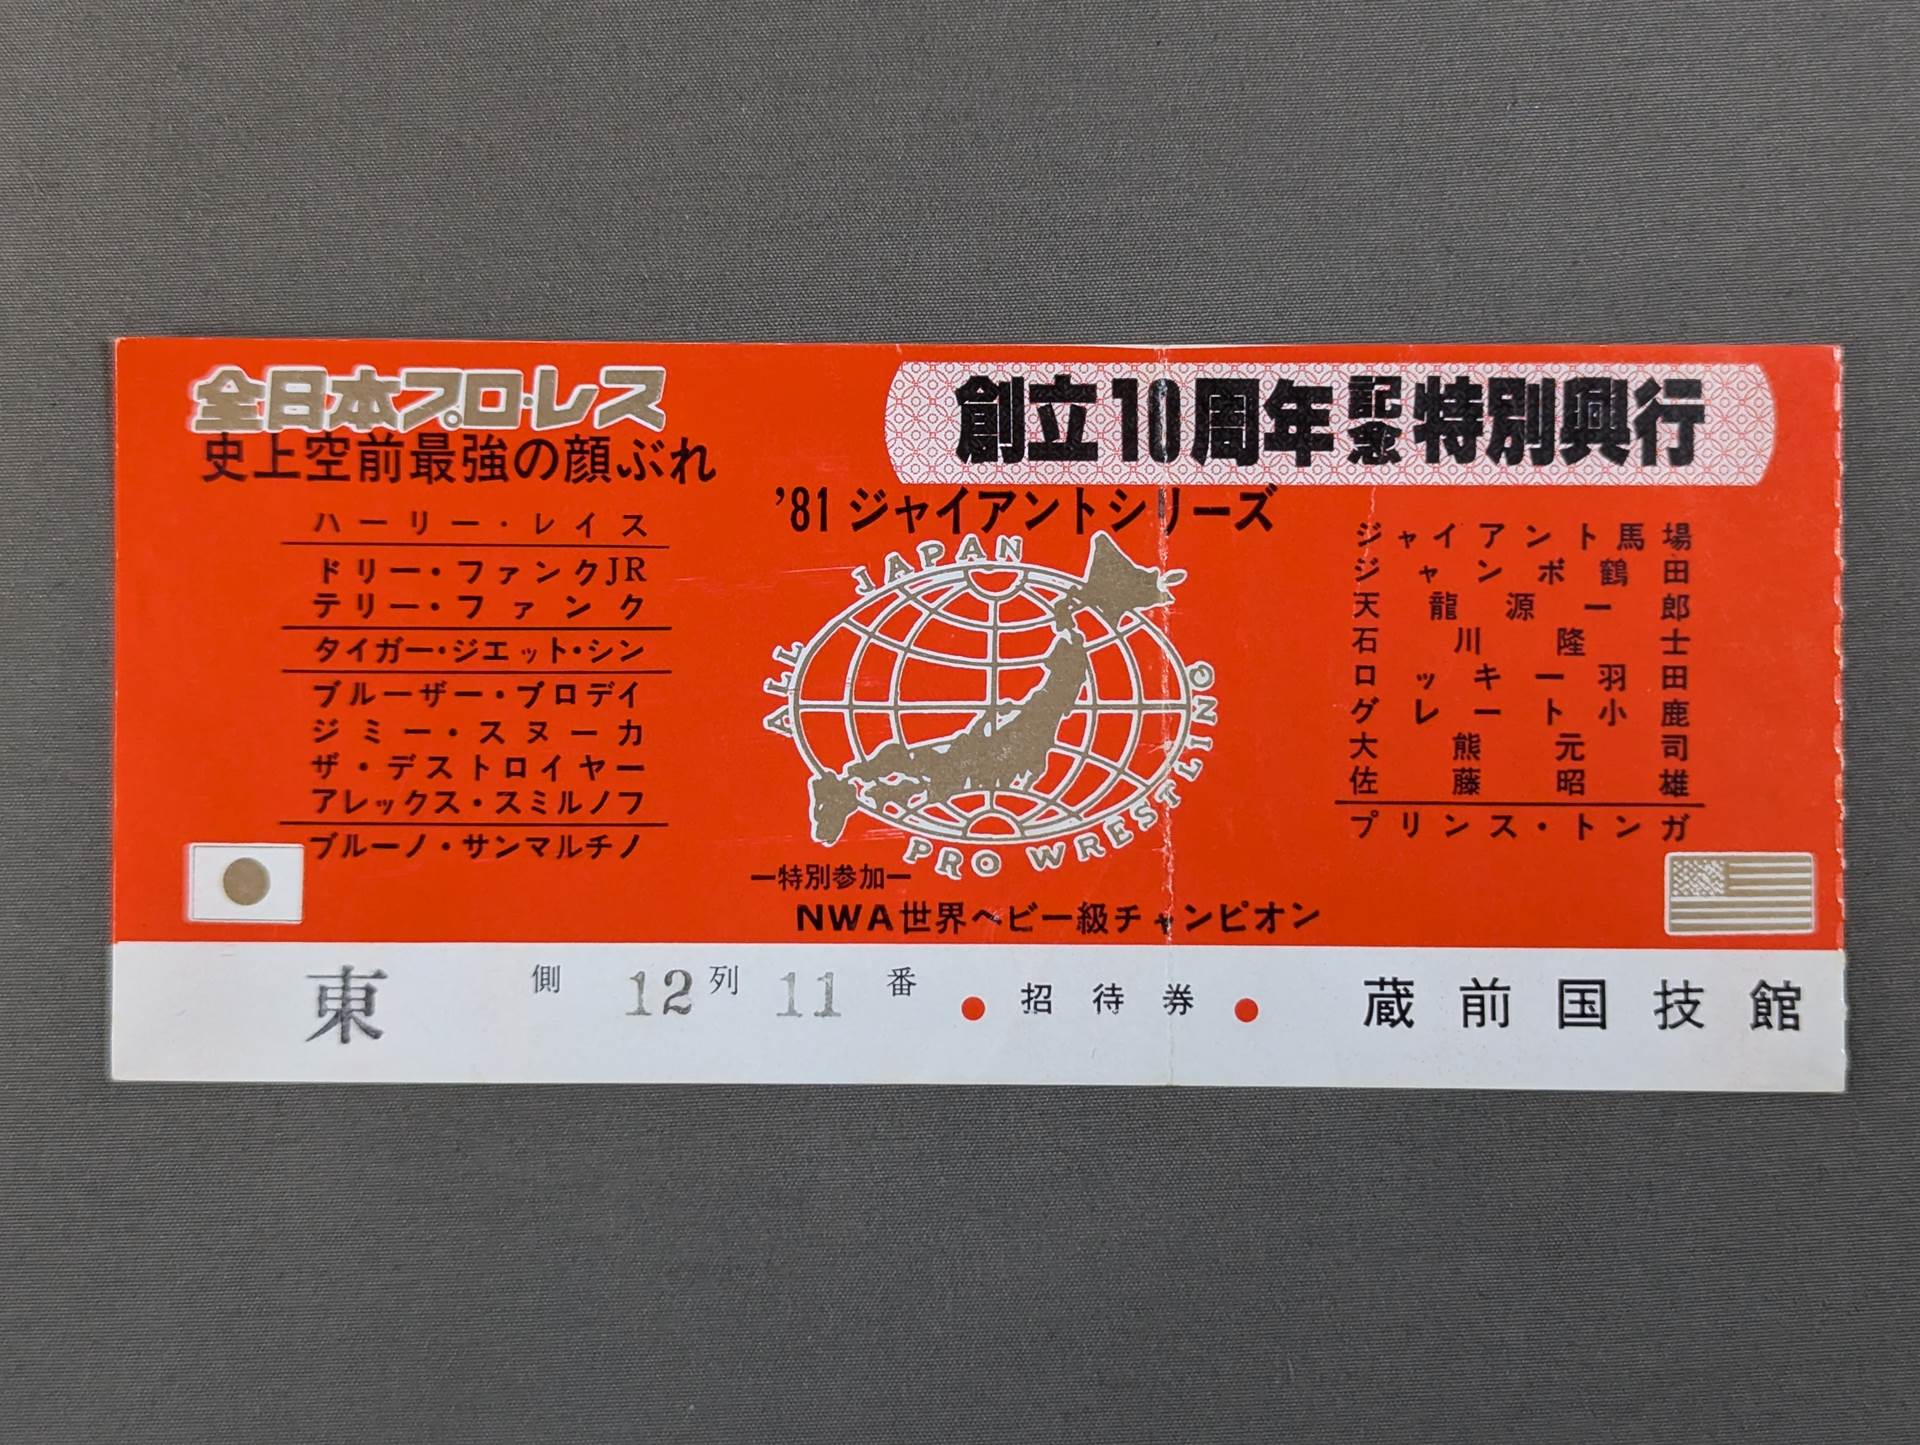 全日本プロ・レス
史上空前最強の顔ぶれ
ハーリー・レイス
ドリー・ファンクJR
テリー・ファンク
タイガー・ジェット・シン
ブルーザー・ブロデイ
ジミー・スヌーカ
ザ・デストロイヤー
アレックス・スミルノフ
ブルーノ・サンマルチノ
創立10周年記念特別興行
'81ジャイアントシリーズ
ALL JAPAN PRO WRESTLING
ー特別参加ー
NWA世界ヘビー級チャンピオン
ジャイアント馬場
ジャンボ鶴田
天龍源一郎
石川隆士
ロッキー羽田
グレート小鹿
大熊元司
佐藤昭雄
プリンス・トンガ
東 側 12列 11番 ●招待券● 蔵前国技館